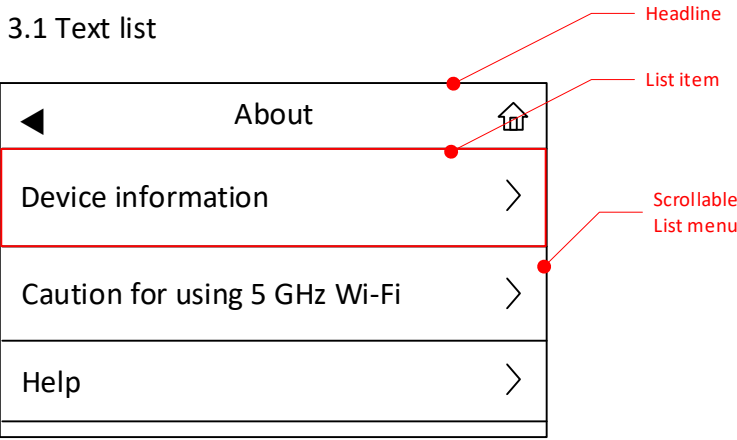 3.1 Text list
Headline
List item
About
Device information
Scrollable
List menu
Caution for using 5 GHz Wi-Fi
Help